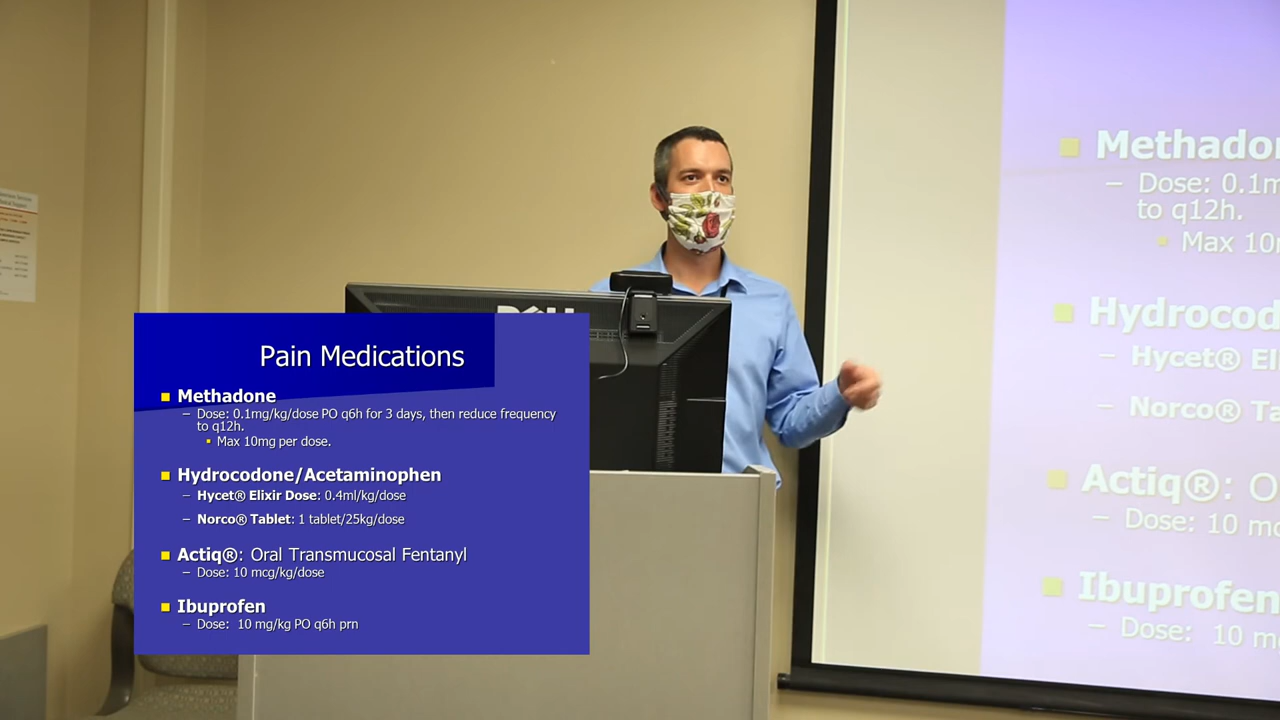 Pain Medications
Methadone
– Dose: 0.1mg/kg/dose PO q6h for 3 days, then reduce frequency
to q12h.
Max 10mg per dose.
Hydrocodone/Acetaminophen
– Hycet® Elixir Dose: 0.4ml/kg/dose
– Norco® Tablet: 1 tablet/25kg/dose
Actiq®: Oral Transmucosal Fentanyl
– Dose: 10 mcg/kg/dose
Ibuprofen
– Dose: 10 mg/kg PO q6h prn
DELL
Methado
– Dose: 0.1m
to q12h.
Max 10m
Hydrocod
– Hycet® El
Norco® Ta
Actiq®: O
– Dose: 10 mc
Ibuprofen
– Dose: 10 m